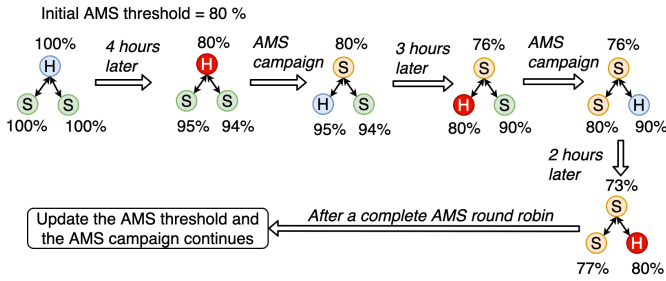 Initial AMS threshold = 80 %
100%
H
S
S
100%
100%
4 hours
later
80%
H
S
S
95%
94%
AMS
campaign
80%
S
H
S
95%
94%
3 hours
later
76%
S
H
S
80%
90%
AMS
campaign
76%
S
S
H
80%
90%
2 hours
later
73%
S
S
H
77%
80%
After a complete AMS round robin
Update the AMS threshold and
the AMS campaign continues